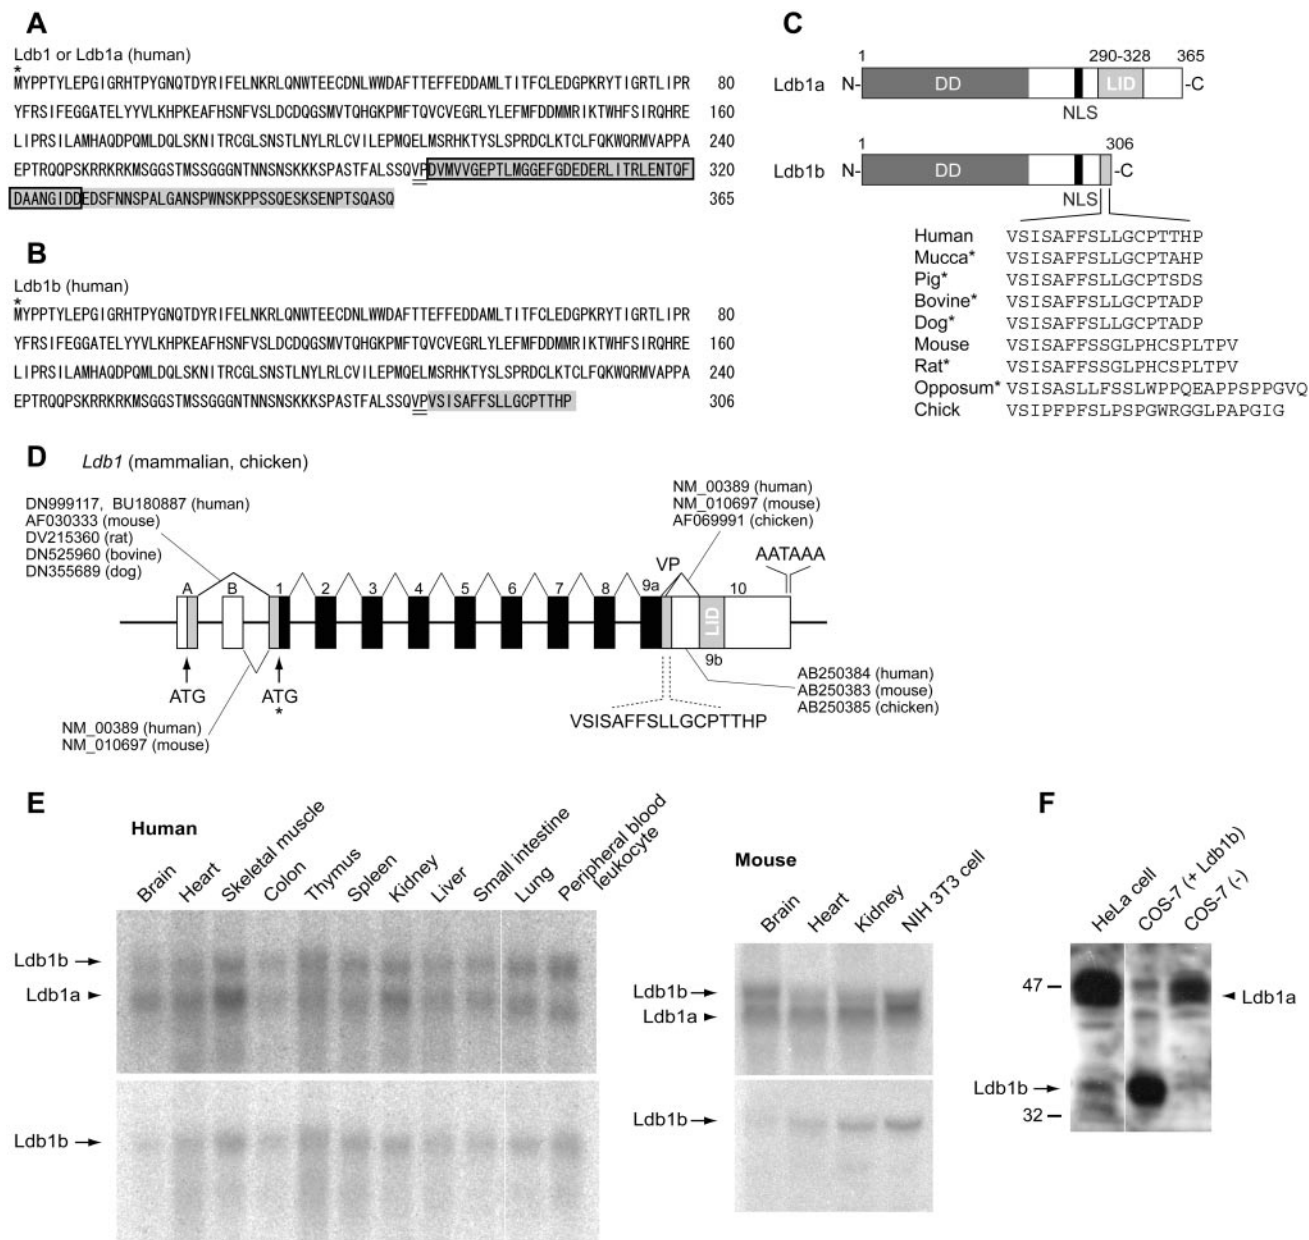 A
Ldb1 or Ldb1a (human)
*
MYPPTYLEPGIGRHTPYGNQTDYRIFELNKRLQNWTEECDNLWWDAFTTEFFEDDAMLTITFCLEDGPKRYTIGRTLIPR 80
YFRSIFEGGATELYYVLKHPKEAFHSNFVSLDCDQGSMVTQHGKPMFTQVCVEGRLYLEFMFDDMMRIKTWHFSIRQHRE 160
LIPRSILAMHAQDPQMLDQLSKNITRCGLSNSTLNYLRLCVILEPMQELMSRHKTYSLSPRDCLKTCLFQKWQRMVAPPA 240
EPTRQQPSKRRKRKMSGGSTMSSGGGNTNNSNSKKKSPASTFALSSQVPDVMVVGEPTLMGGEFGDEDERLITRLENTQF 320
DAANGIDDEDSFNNSPALGANSPWNSKPPSSQESKSENPTSQASQ 365
B
Ldb1b (human)
*
MYPPTYLEPGIGRHTPYGNQTDYRIFELNKRLQNWTEECDNLWWDAFTTEFFEDDAMLTITFCLEDGPKRYTIGRTLIPR 80
YFRSIFEGGATELYYVLKHPKEAFHSNFVSLDCDQGSMVTQHGKPMFTQVCVEGRLYLEFMFDDMMRIKTWHFSIRQHRE 160
LIPRSILAMHAQDPQMLDQLSKNITRCGLSNSTLNYLRLCVILEPMQELMSRHKTYSLSPRDCLKTCLFQKWQRMVAPPA 240
EPTRQQPSKRRKRKMSGGSTMSSGGGNTNNSNSKKKSPASTFALSSQVPVSISAFFSLLGCPTTHP 306
C
1 290-328 365
Ldb1a N- DD LID -C
NLS
1 306
Ldb1b N- DD -C
NLS
Human VSISAFFSLLGCPTTHP
Mucca* VSISAFFSLLGCPTAHP
Pig* VSISAFFSLLGCPTSDS
Bovine* VSISAFFSLLGCPTADP
Dog* VSISAFFSLLGCPTADP
Mouse VSISAFFSSGLPHCSPLTPV
Rat* VSISAFFSSGLPHCSPLTPV
Opposum* VSISASLLFSSLWPPQEAPPSPPGVQ
Chick VSIPFPFSLPSPGWRGGLPAPGIG
D Ldb1 (mammalian, chicken)
DN999117, BU180887 (human)
AF030333 (mouse)
DV215360 (rat)
DN525960 (bovine)
DN355689 (dog)
NM_00389 (human)
NM_010697 (mouse)
AF069991 (chicken)
AATAAA
VP
A B 1 2 3 4 5 6 7 8 9a 10
LID
9b
ATG
ATG
*
NM_00389 (human)
NM_010697 (mouse)
VSISAFFSLLGCPTTHP
AB250384 (human)
AB250383 (mouse)
AB250385 (chicken)
E
Human
Brain
Heart
Skeletal muscle
Colon
Thymus
Spleen
Kidney
Liver
Small intestine
Lung
Peripheral blood
leukocyte
Ldb1b
Ldb1a
Ldb1b
Mouse
Brain
Heart
Kidney
NIH 3T3 cell
Ldb1b
Ldb1a
Ldb1b
F
HeLa cell
COS-7 (+ Ldb1b)
COS-7 (-)
47
Ldb1a
Ldb1b
32